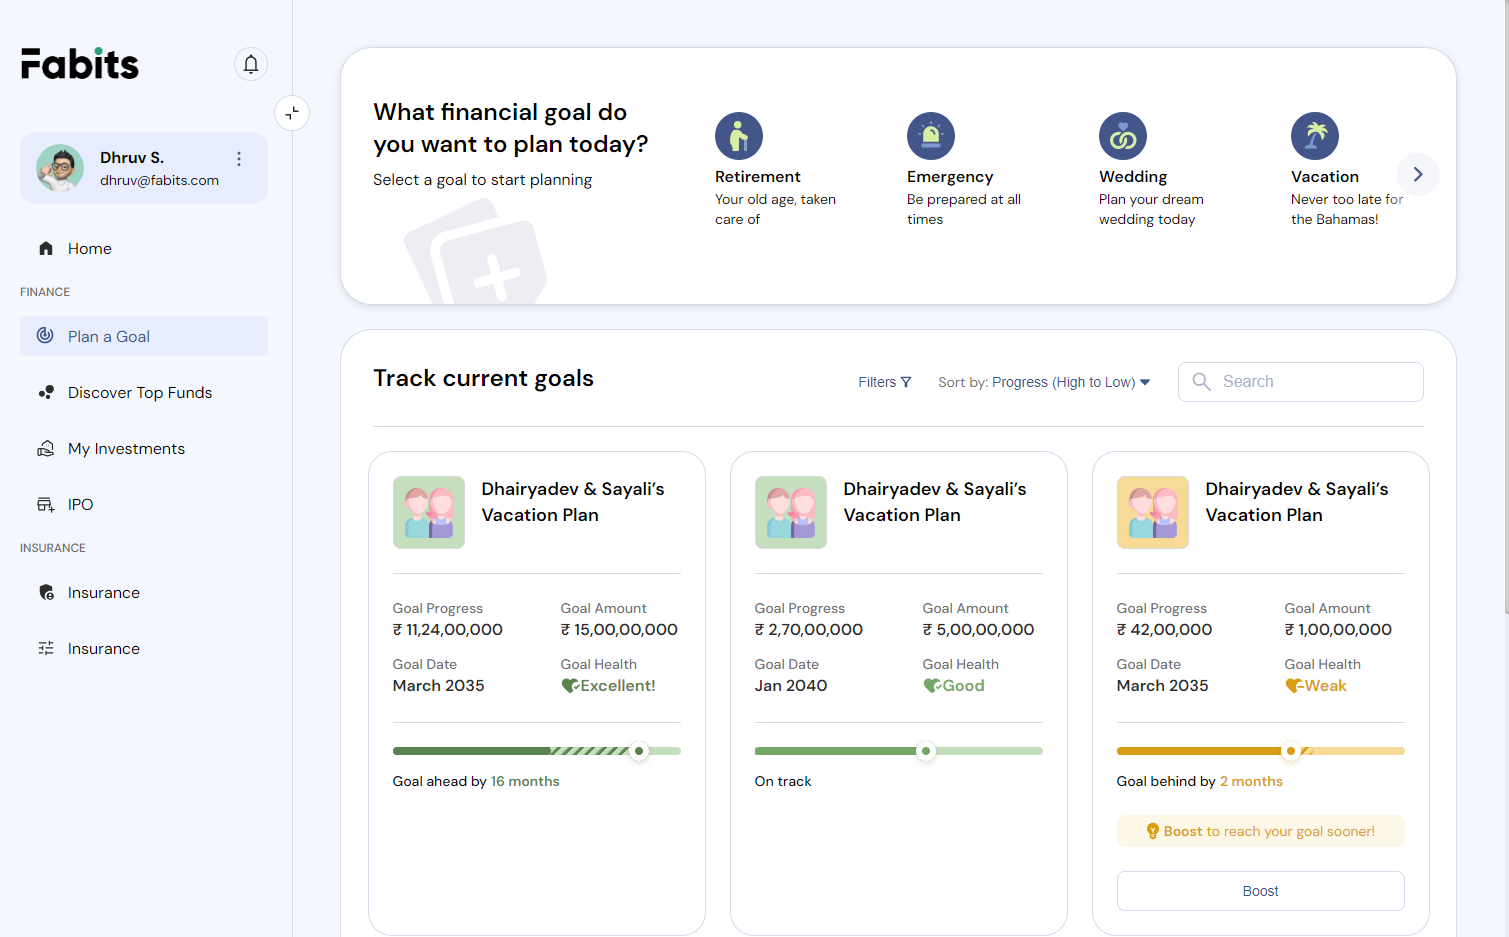 Fabits
Dhruv S.
dhruv@fabits.com
Home
FINANCE
Plan a Goal
Discover Top Funds
My Investments
IPO
INSURANCE
Insurance
Insurance
What financial goal do
you want to plan today?
Select a goal to start planning
Retirement
Your old age, taken
care of
Emergency
Be prepared at all
times
Wedding
Plan your dream
wedding today
Vacation
Never too late for
the Bahamas!
Track current goals
Filters
Sort by: Progress (High to Low)
Search
Dhairyadev & Sayali’s
Vacation Plan
Goal Progress
₹ 11,24,00,000
Goal Amount
₹ 15,00,00,000
Goal Date
March 2035
Goal Health
Excellent!
Goal ahead by 16 months
Dhairyadev & Sayali’s
Vacation Plan
Goal Progress
₹ 2,70,00,000
Goal Amount
₹ 5,00,00,000
Goal Date
Jan 2040
Goal Health
Good
On track
Dhairyadev & Sayali’s
Vacation Plan
Goal Progress
₹ 42,00,000
Goal Amount
₹ 1,00,00,000
Goal Date
March 2035
Goal Health
Weak
Goal behind by 2 months
Boost to reach your goal sooner!
Boost